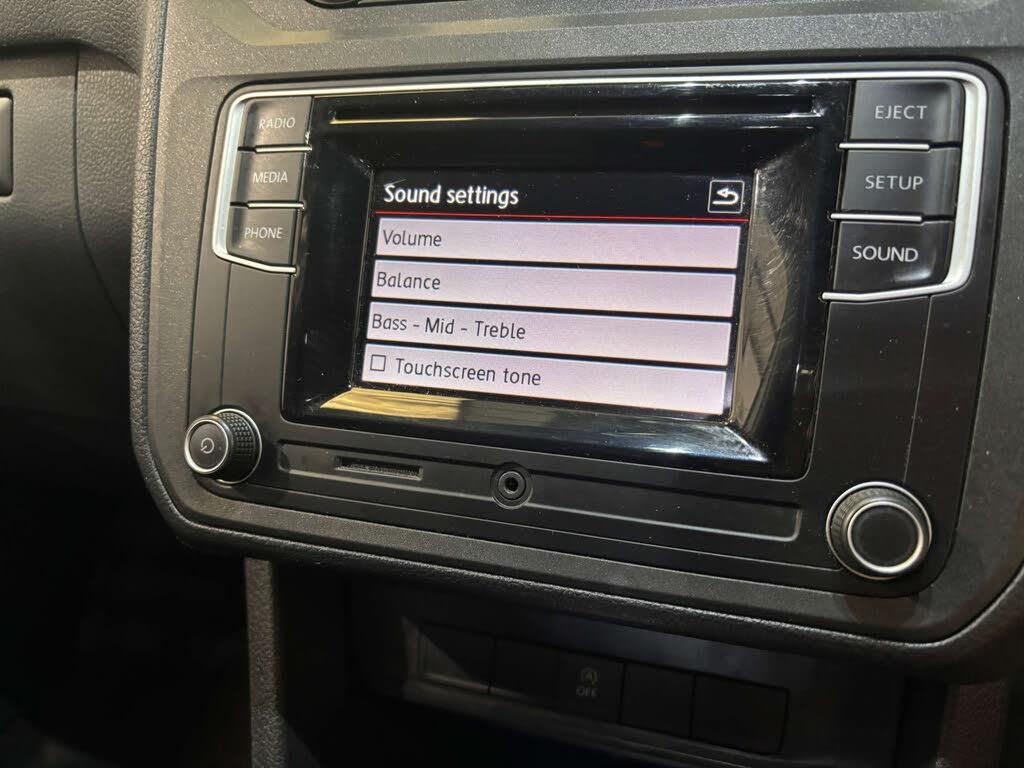 RADIO
MEDIA
PHONE
Sound settings
Volume
Balance
Bass - Mid - Treble
Touchscreen tone
EJECT
SETUP
SOUND
A
OFF